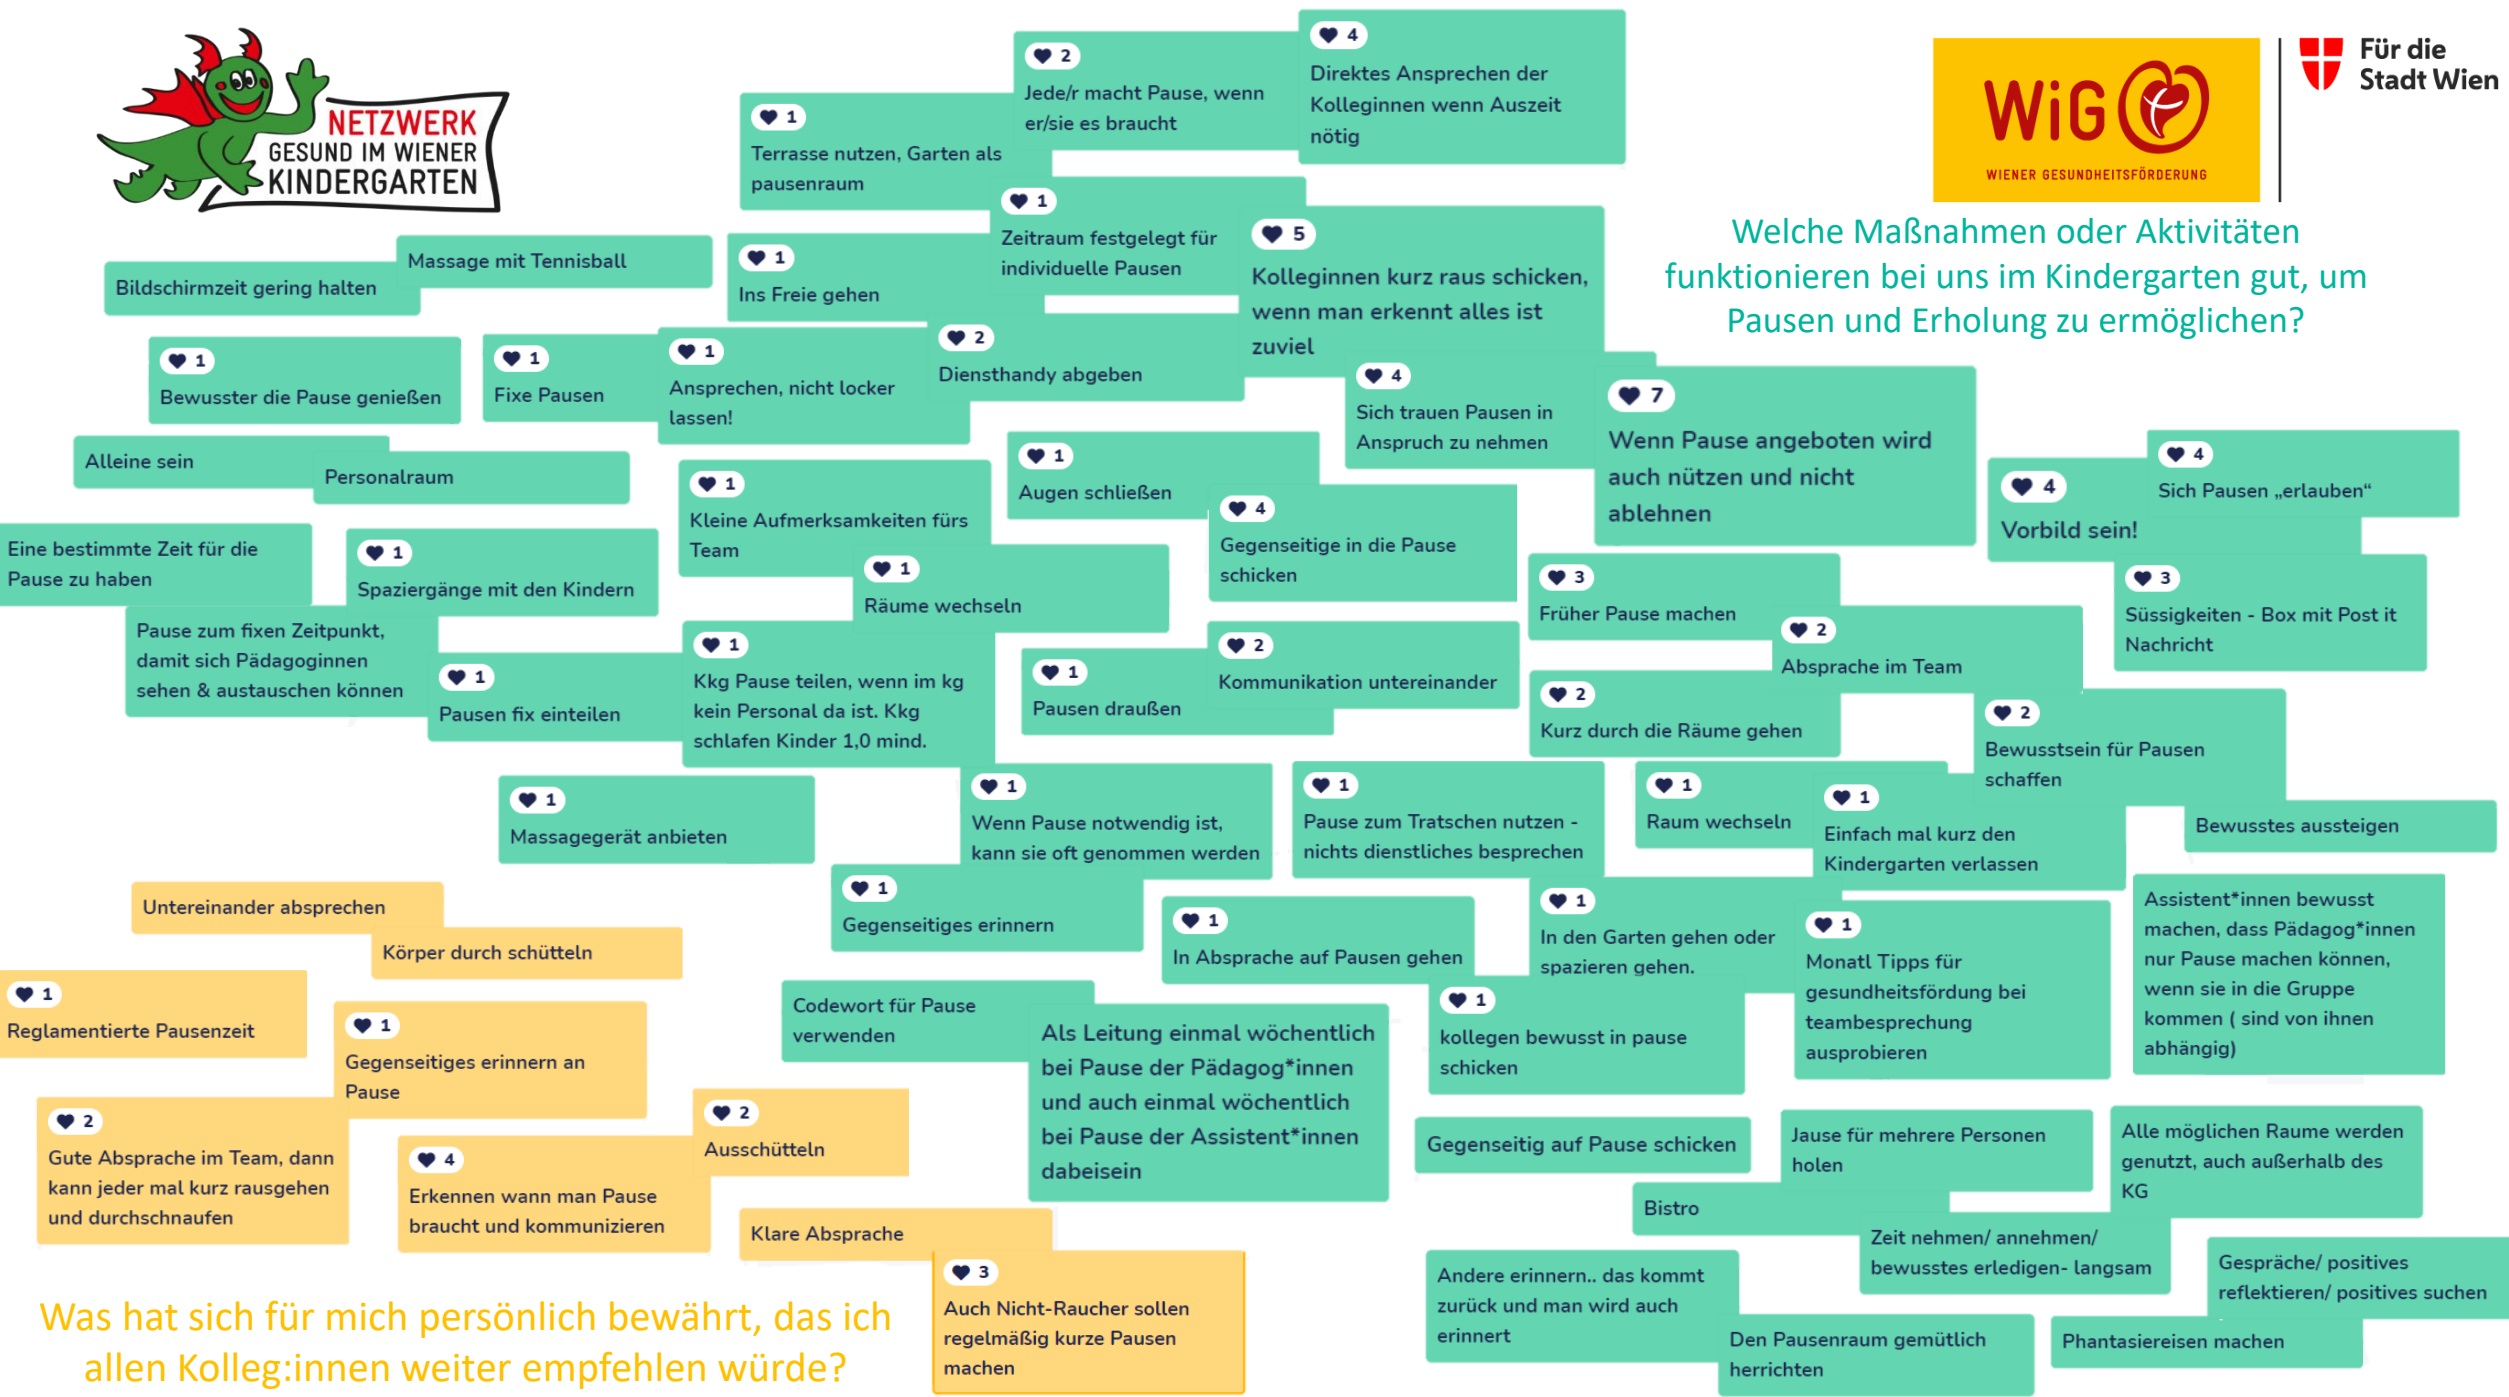 NETZWERK
GESUND IM WIENER
KINDERGARTEN
WiG
WIENER GESUNDHEITSFÖRDERUNG
Für die
Stadt Wien
Welche Maßnahmen oder Aktivitäten
funktionieren bei uns im Kindergarten gut, um
Pausen und Erholung zu ermöglichen?
4
Direktes Ansprechen der
Kolleginnen wenn Auszeit
nötig
2
Jede/r macht Pause, wenn
er/sie es braucht
1
Terrasse nutzen, Garten als
pausenraum
1
Zeitraum festgelegt für
individuelle Pausen
5
Kolleginnen kurz raus schicken,
wenn man erkennt alles ist
zuviel
Massage mit Tennisball
Bildschirmzeit gering halten
1
Ins Freie gehen
1
Bewusster die Pause genießen
1
Fixe Pausen
1
Ansprechen, nicht locker
lassen!
2
Diensthandy abgeben
4
Sich trauen Pausen in
Anspruch zu nehmen
7
Wenn Pause angeboten wird
auch nützen und nicht
ablehnen
4
Sich Pausen „erlauben“
4
Vorbild sein!
Alleine sein
Personalraum
1
Kleine Aufmerksamkeiten fürs
Team
1
Augen schließen
4
Gegenseitige in die Pause
schicken
Eine bestimmte Zeit für die
Pause zu haben
1
Spaziergänge mit den Kindern
1
Räume wechseln
3
Früher Pause machen
3
Süssigkeiten - Box mit Post it
Nachricht
Pause zum fixen Zeitpunkt,
damit sich Pädagoginnen
sehen & austauschen können
1
Pausen fix einteilen
1
Kkg Pause teilen, wenn im kg
kein Personal da ist. Kkg
schlafen Kinder 1,0 mind.
1
Pausen draußen
2
Kommunikation untereinander
2
Absprache im Team
2
Kurz durch die Räume gehen
2
Bewusstsein für Pausen
schaffen
1
Massagegerät anbieten
1
Wenn Pause notwendig ist,
kann sie oft genommen werden
1
Pause zum Tratschen nutzen -
nichts dienstliches besprechen
1
Raum wechseln
1
Einfach mal kurz den
Kindergarten verlassen
Bewusstes aussteigen
1
Gegenseitiges erinnern
1
In Absprache auf Pausen gehen
1
In den Garten gehen oder
spazieren gehen.
1
Monatl Tipps für
gesundheitsfördung bei
teambesprechung
ausprobieren
Assistent*innen bewusst
machen, dass Pädagog*innen
nur Pause machen können,
wenn sie in die Gruppe
kommen ( sind von ihnen
abhängig)
Codewort für Pause
verwenden
Als Leitung einmal wöchentlich
bei Pause der Pädagog*innen
und auch einmal wöchentlich
bei Pause der Assistent*innen
dabeisein
1
kollegen bewusst in pause
schicken
Gegenseitig auf Pause schicken
Jause für mehrere Personen
holen
Alle möglichen Raume werden
genutzt, auch außerhalb des
KG
Bistro
Zeit nehmen/ annehmen/
bewusstes erledigen- langsam
Gespräche/ positives
reflektieren/ positives suchen
Andere erinnern.. das kommt
zurück und man wird auch
erinnert
Den Pausenraum gemütlich
herrichten
Phantasiereisen machen
Untereinander absprechen
Körper durch schütteln
1
Reglamentierte Pausenzeit
1
Gegenseitiges erinnern an
Pause
2
Gute Absprache im Team, dann
kann jeder mal kurz rausgehen
und durchschnaufen
4
Erkennen wann man Pause
braucht und kommunizieren
2
Ausschütteln
Klare Absprache
3
Auch Nicht-Raucher sollen
regelmäßig kurze Pausen
machen
Was hat sich für mich persönlich bewährt, das ich
allen Kolleg:innen weiter empfehlen würde?